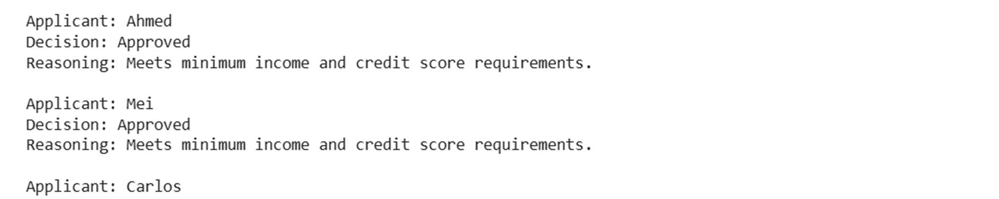 Applicant: Ahmed
Decision: Approved
Reasoning: Meets minimum income and credit score requirements.
Applicant: Mei
Decision: Approved
Reasoning: Meets minimum income and credit score requirements.
Applicant: Carlos